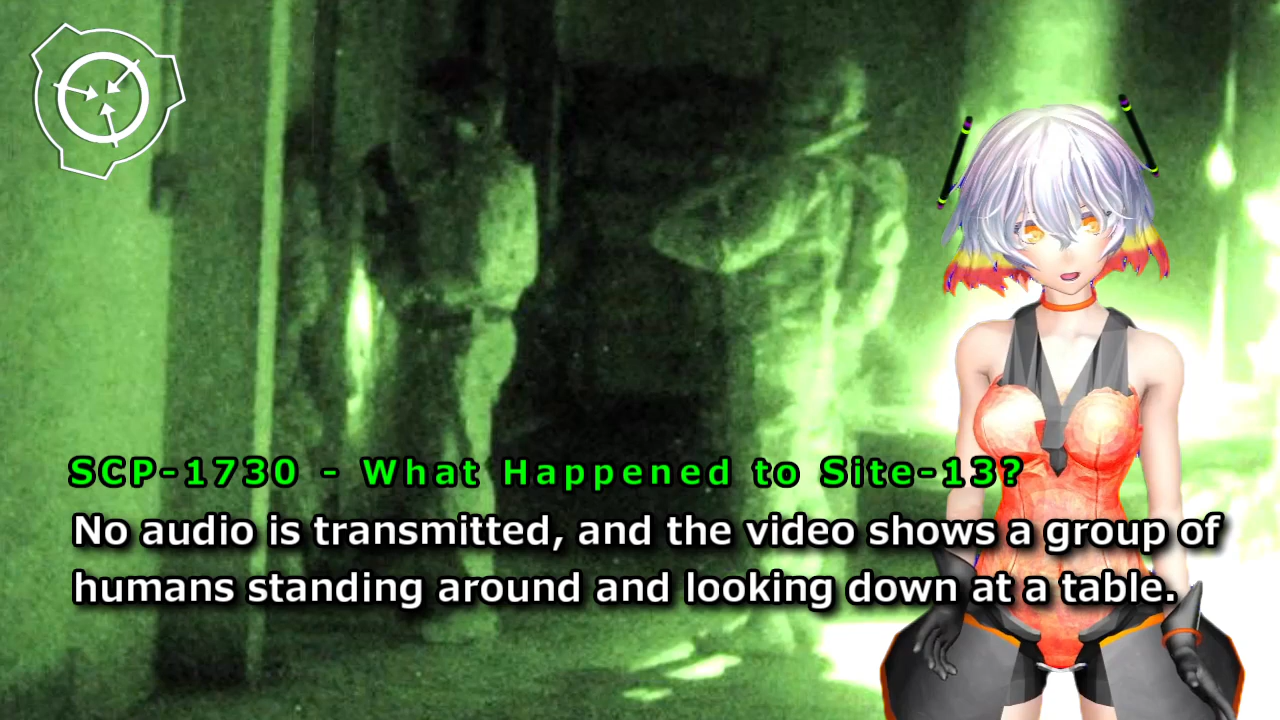 SCP-1730 - What Happened to Site-13?
No audio is transmitted, and the video shows a group of
humans standing around and looking down at a table.